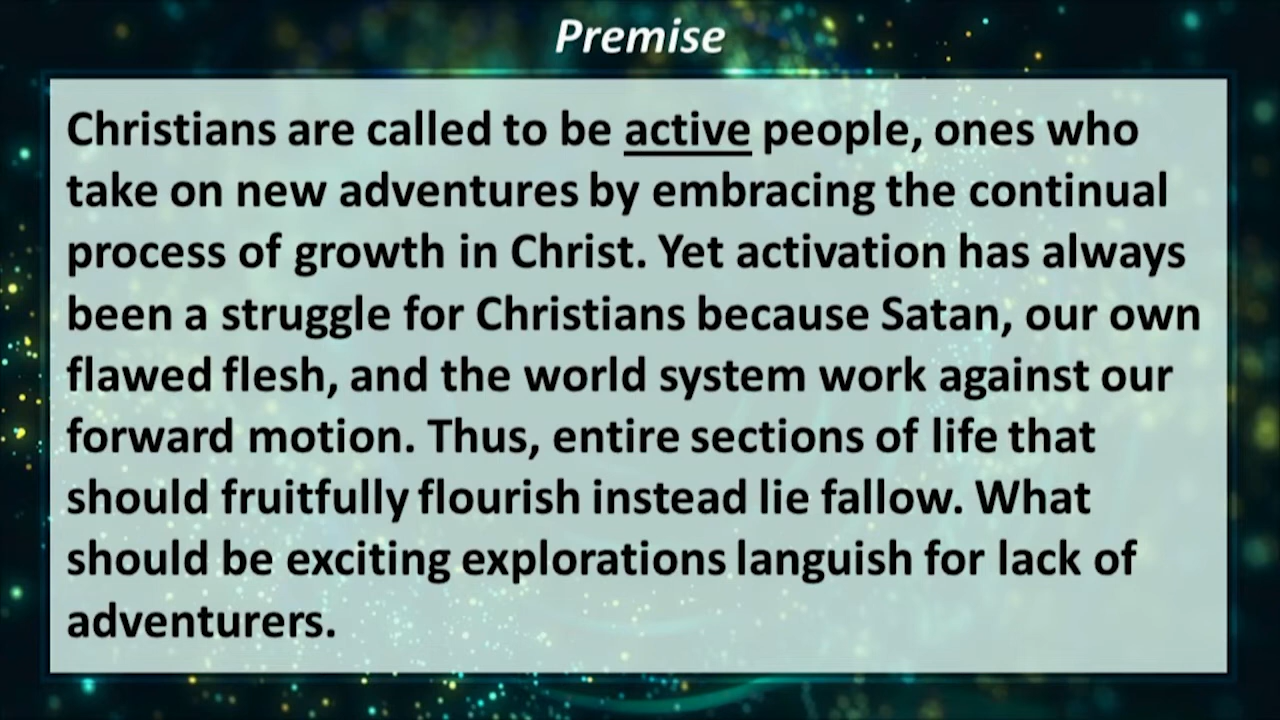 Premise
Christians are called to be active people, ones who
take on new adventures by embracing the continual
process of growth in Christ. Yet activation has always
been a struggle for Christians because Satan, our own
flawed flesh, and the world system work against our
forward motion. Thus, entire sections of life that
should fruitfully flourish instead lie fallow. What
should be exciting explorations languish for lack of
adventurers.